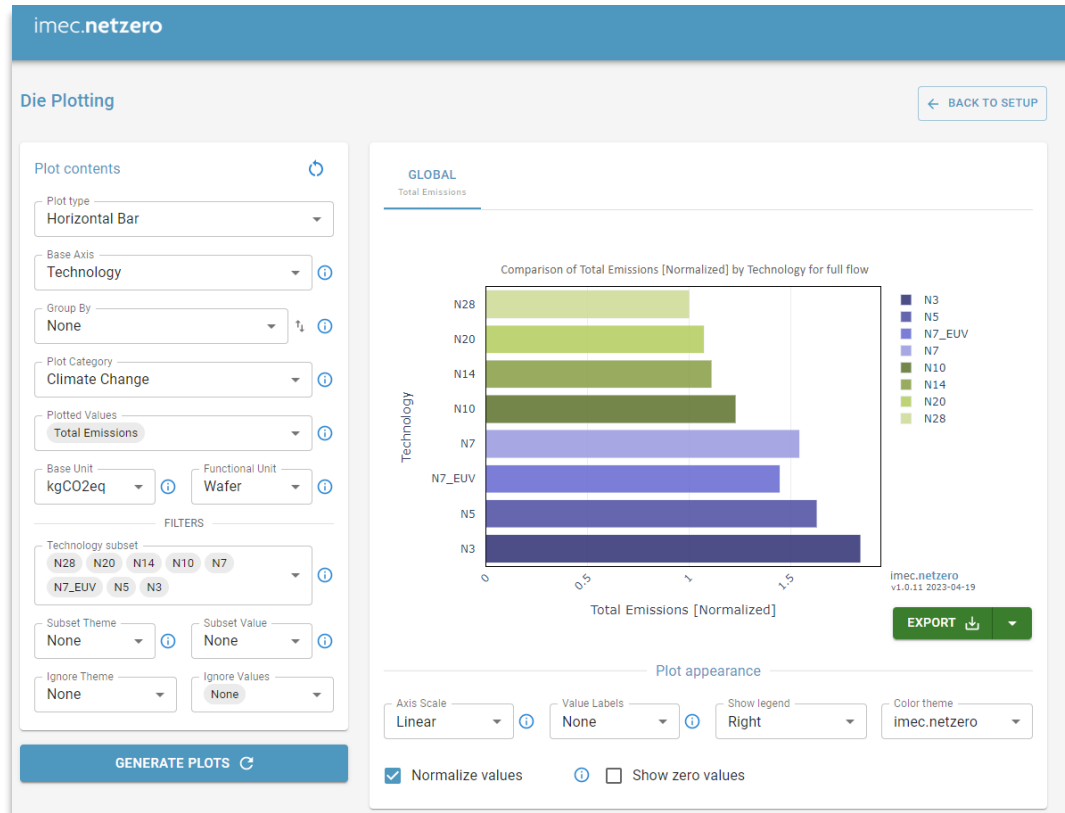 imec.netzero
Die Plotting
BACK TO SETUP
Plot contents
Plot type
Horizontal Bar
Base Axis
Technology
Group By
None
Plot Category
Climate Change
Plotted Values
Total Emissions
Base Unit
kgCO2eq
Functional Unit
Wafer
FILTERS
Technology subset
N28 N20 N14 N10 N7
N7_EUV N5 N3
Subset Theme
None
Subset Value
None
Ignore Theme
None
Ignore Values
None
GENERATE PLOTS
GLOBAL
Total Emissions
Comparison of Total Emissions [Normalized] by Technology for full flow
Technology
N28
N20
N14
N10
N7
N7_EUV
N5
N3
0 0.5 1 1.5
Total Emissions [Normalized]
N3
N5
N7_EUV
N7
N10
N14
N20
N28
imec.netzero
v1.0.11 2023-04-19
EXPORT
Plot appearance
Axis Scale
Linear
Value Labels
None
Show legend
Right
Color theme
imec.netzero
Normalize values
Show zero values